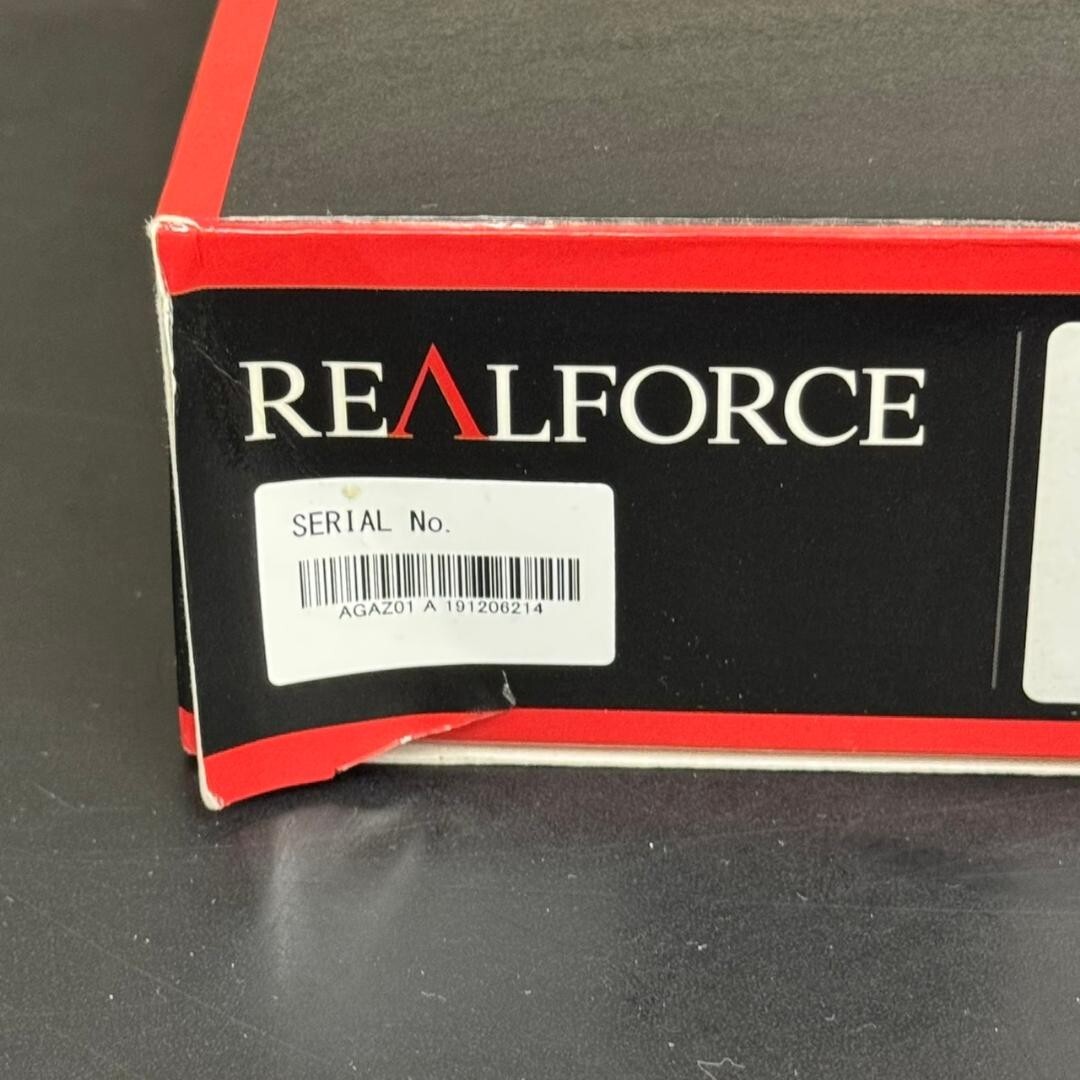 REALFORCE
SERIAL No.
AGAZ01 A 191206214